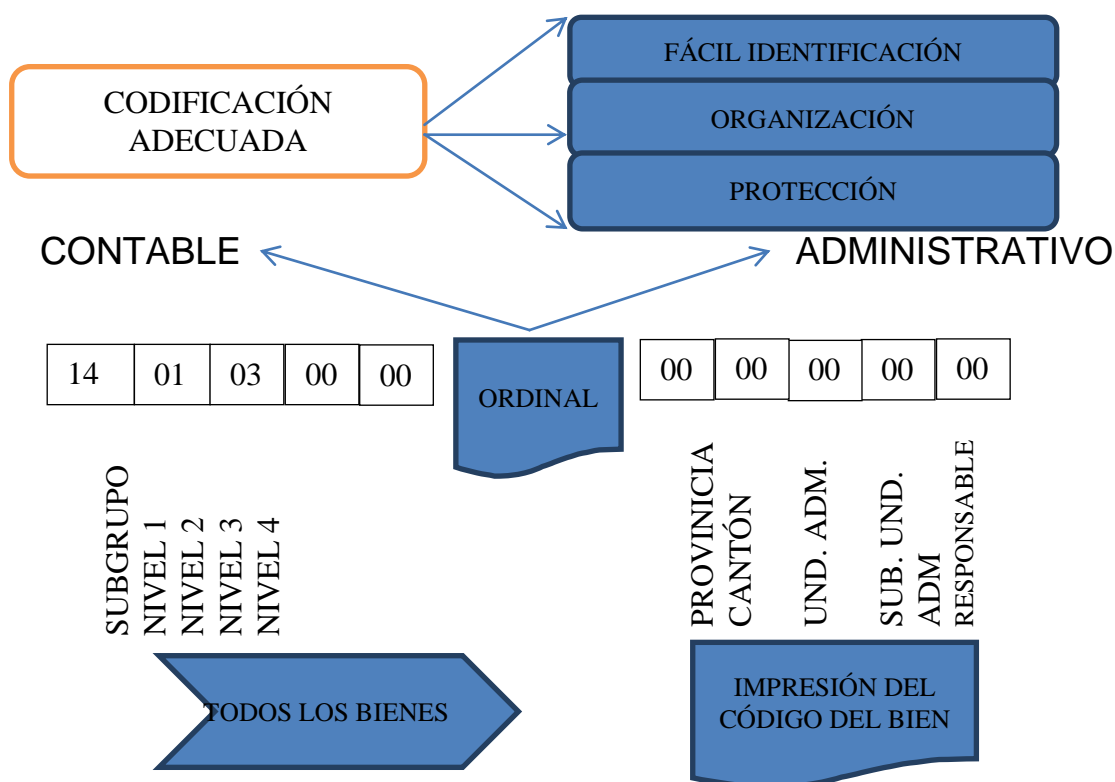 CODIFICACIÓN
ADECUADA
FÁCIL IDENTIFICACIÓN
ORGANIZACIÓN
PROTECCIÓN
CONTABLE
ADMINISTRATIVO
14 01 03 00 00
ORDINAL
00 00 00 00 00
SUBGRUPO
NIVEL 1
NIVEL 2
NIVEL 3
NIVEL 4
PROVINICIA
CANTÓN
UND. ADM.
SUB. UND.
ADM
RESPONSABLE
TODOS LOS BIENES
IMPRESIÓN DEL
CÓDIGO DEL BIEN